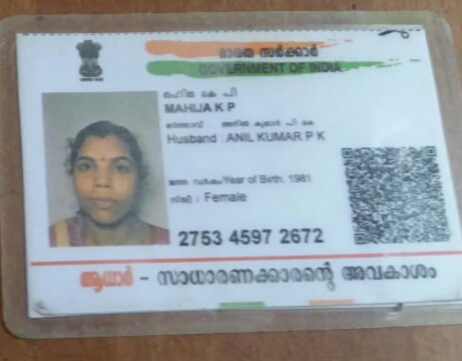 ഭാരത സർക്കാർ
GOVERNMENT OF INDIA
മഹിജ കെ പി
MAHIJA K P
ഭർത്താവ് : അനിൽ കുമാർ പി കെ
Husband : ANIL KUMAR P K
ജനന വർഷം/Year of Birth: 1981
സ്ത്രീ / Female
2753 4597 2672
ആധാർ - സാധാരണക്കാരന്റെ അവകാശം